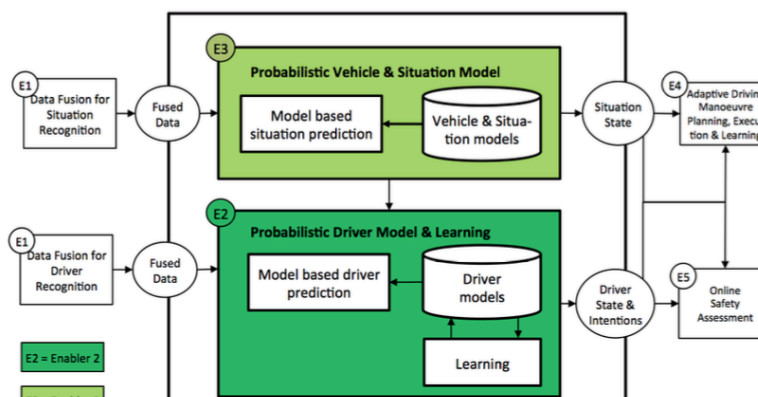 E3
Probabilistic Vehicle & Situation Model
E1
Data Fusion for
Situation
Recognition
Fused
Data
Model based
situation prediction
Vehicle & Situa-
tion models
Situation
State
E4
Adaptive Driving
Manoeuvre
Planning, Execu
tion & Learning
E2
Probabilistic Driver Model & Learning
E1
Data Fusion for
Driver
Recognition
Fused
Data
Model based driver
prediction
Driver
models
Learning
Driver
State &
Intentions
E5
Online
Safety
Assessment
E2 = Enabler 2